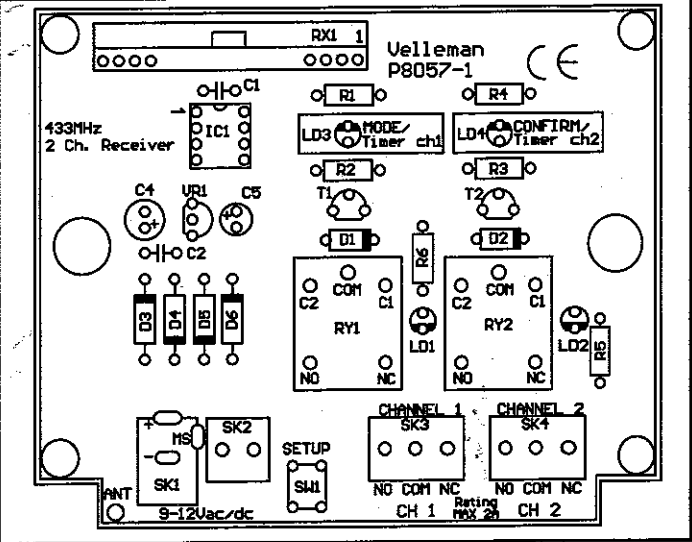 RX1 1
Velleman
P8057-1
CE
C1
R1
R4
IC1
433MHz
2 Ch. Receiver
LD3
MODE/
Timer ch1
LD4
CONFIRM/
Timer ch2
R2
R3
C4
VR1
C5
T1
T2
+
+
C2
D1
D2
R6
COM
C2
C1
RY1
NO
NC
COM
C2
C1
RY2
NO
NC
D3
D4
D5
D6
LD1
LD2
R5
CHANNEL 1
CHANNEL 2
SK2
SK3
SK4
+
MS
-
SK1
SETUP
SW1
NO COM NC
NO COM NC
ANT
9-12Vac/dc
CH 1
Rating
MAX 2A
CH 2